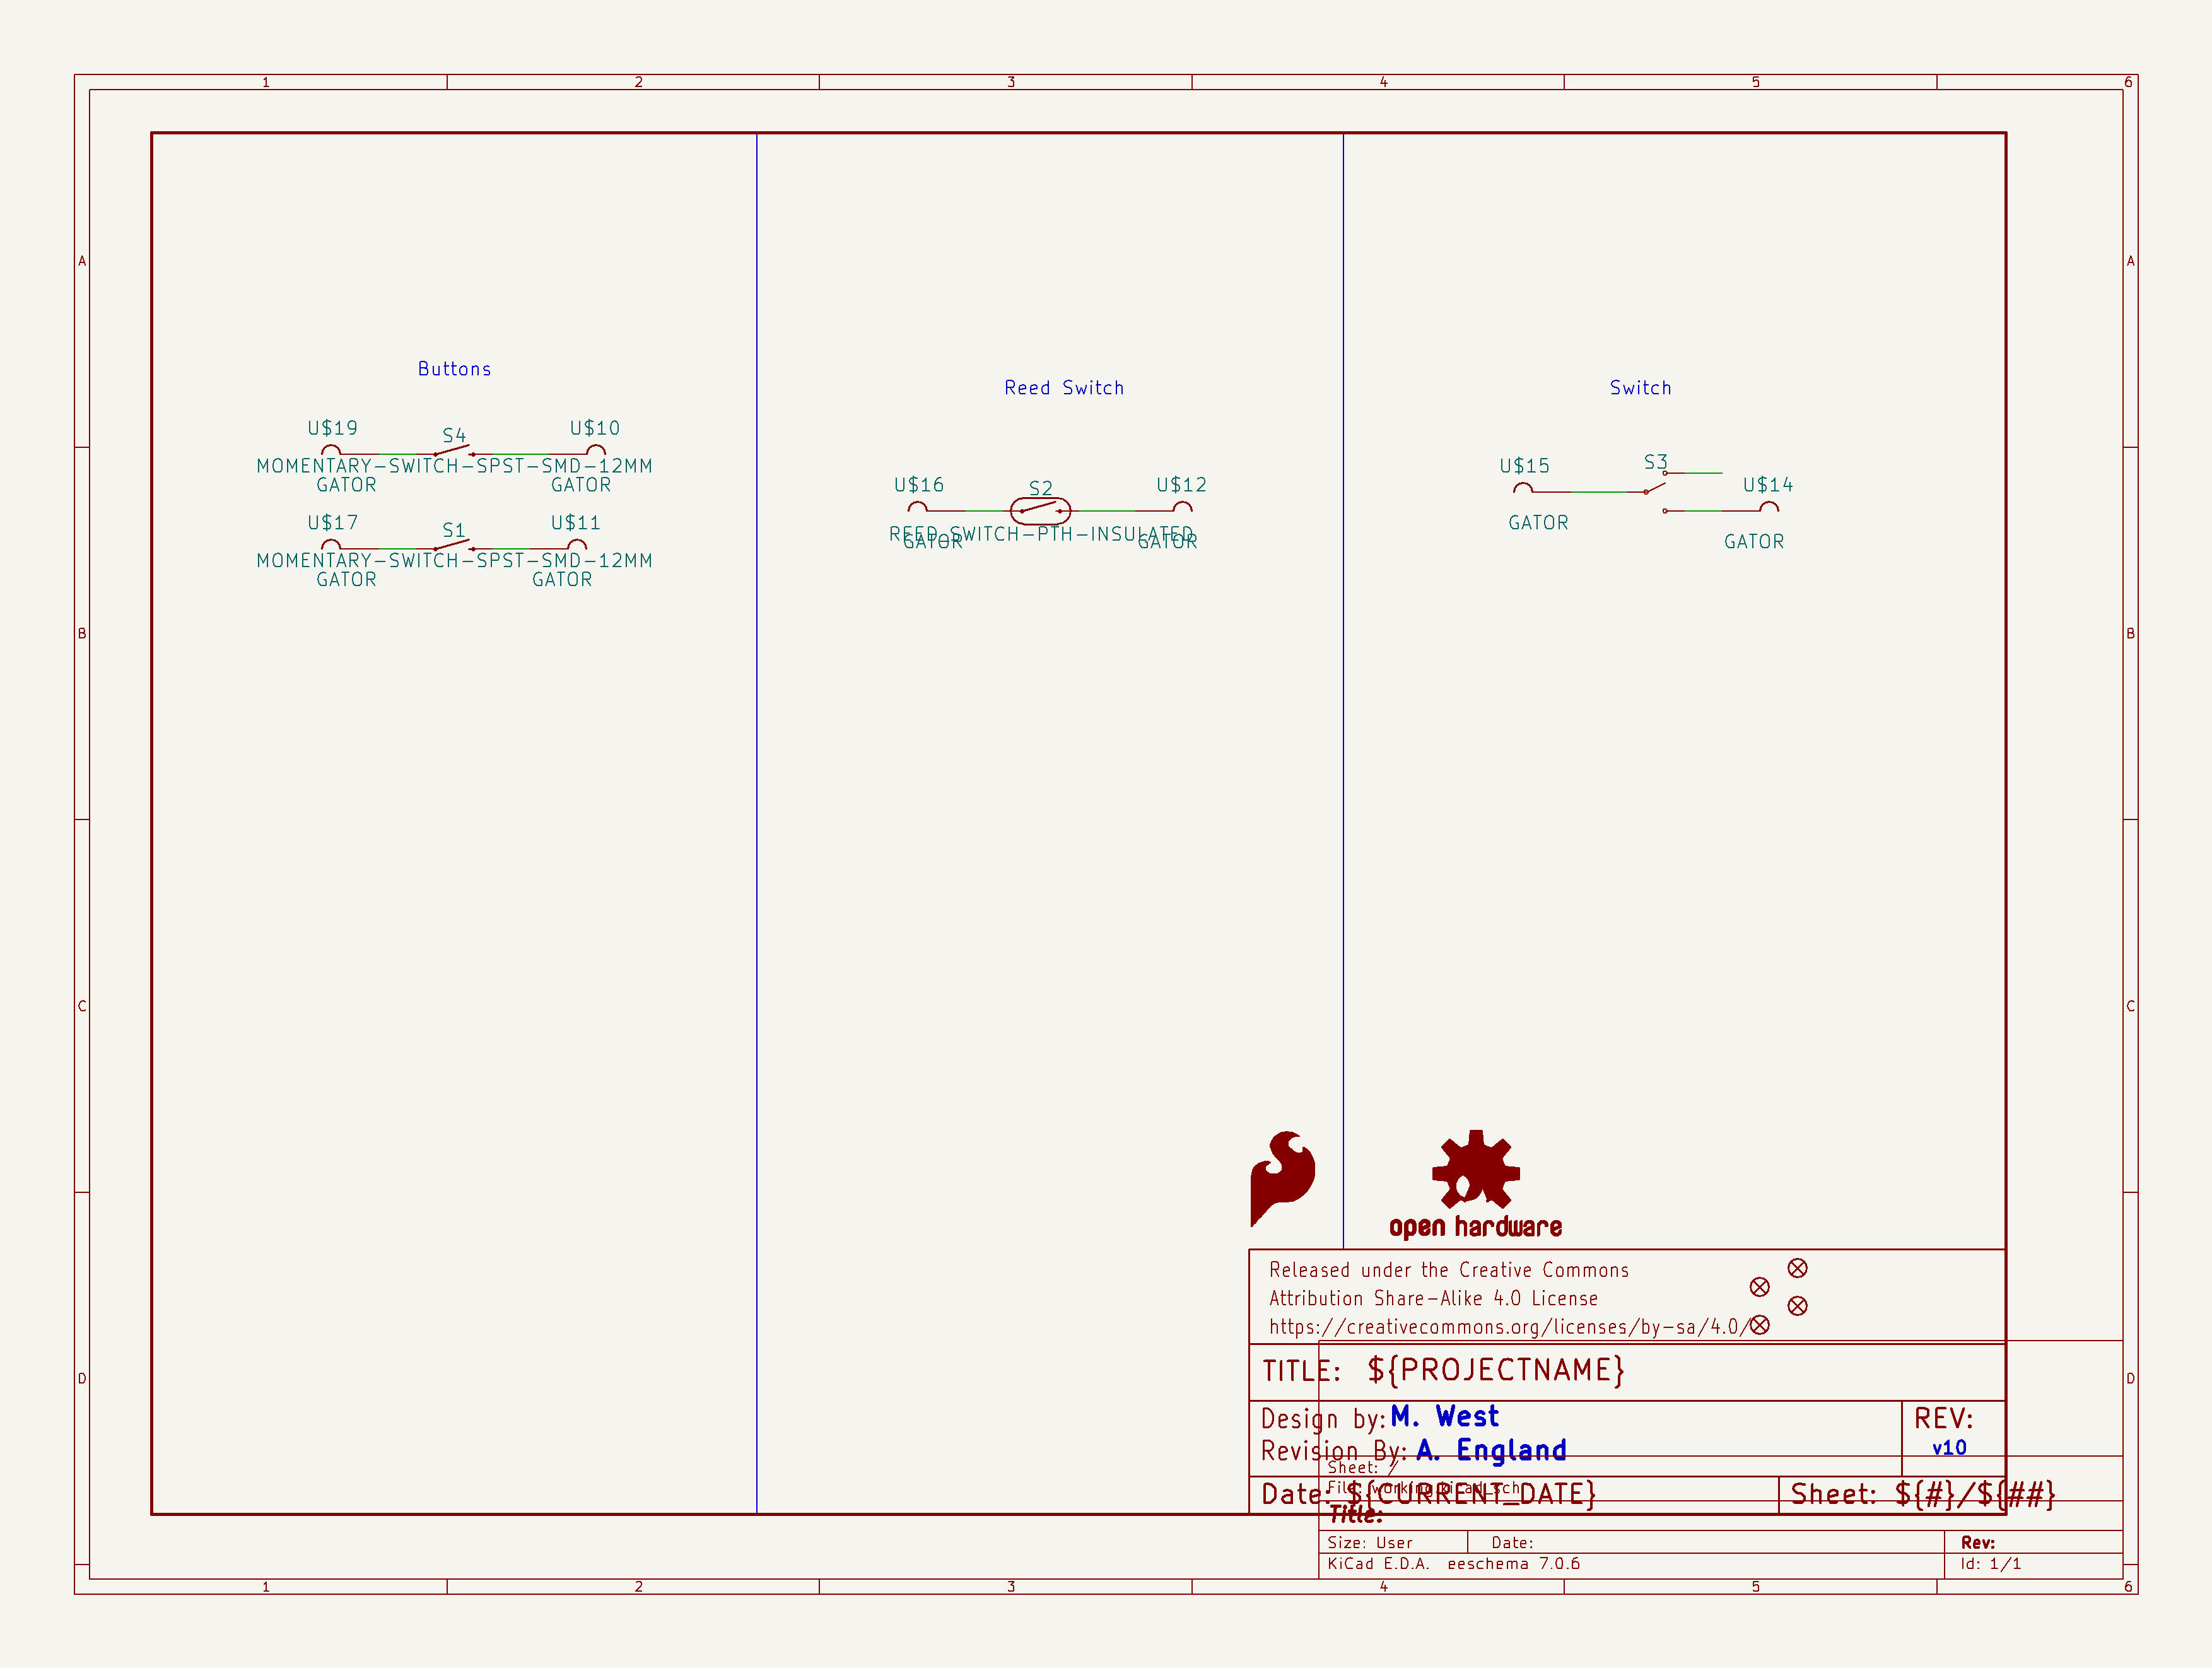 1 2 3 4 5 6
A A
Buttons
Reed Switch
Switch
U$19 S4 U$10
MOMENTARY-SWITCH-SPST-SMD-12MM
GATOR GATOR
U$17 S1 U$11
MOMENTARY-SWITCH-SPST-SMD-12MM
GATOR GATOR
U$16 S2 U$12
REED-SWITCH-PTH-INSULATED
GATOR GATOR
U$15 S3 U$14
GATOR GATOR
B B
C C
open hardware
Released under the Creative Commons
Attribution Share-Alike 4.0 License
https://creativecommons.org/licenses/by-sa/4.0/
D D
TITLE: ${PROJECTNAME}
Design by: M. West
REV:
Revision By: A. England
v10
Sheet: /
File: working.kicad_sch
Date: ${CURRENT_DATE}
Sheet: ${#}/${##}
Title:
Size: User Date: Rev:
KiCad E.D.A. eeschema 7.0.6 Id: 1/1
1 2 3 4 5 6